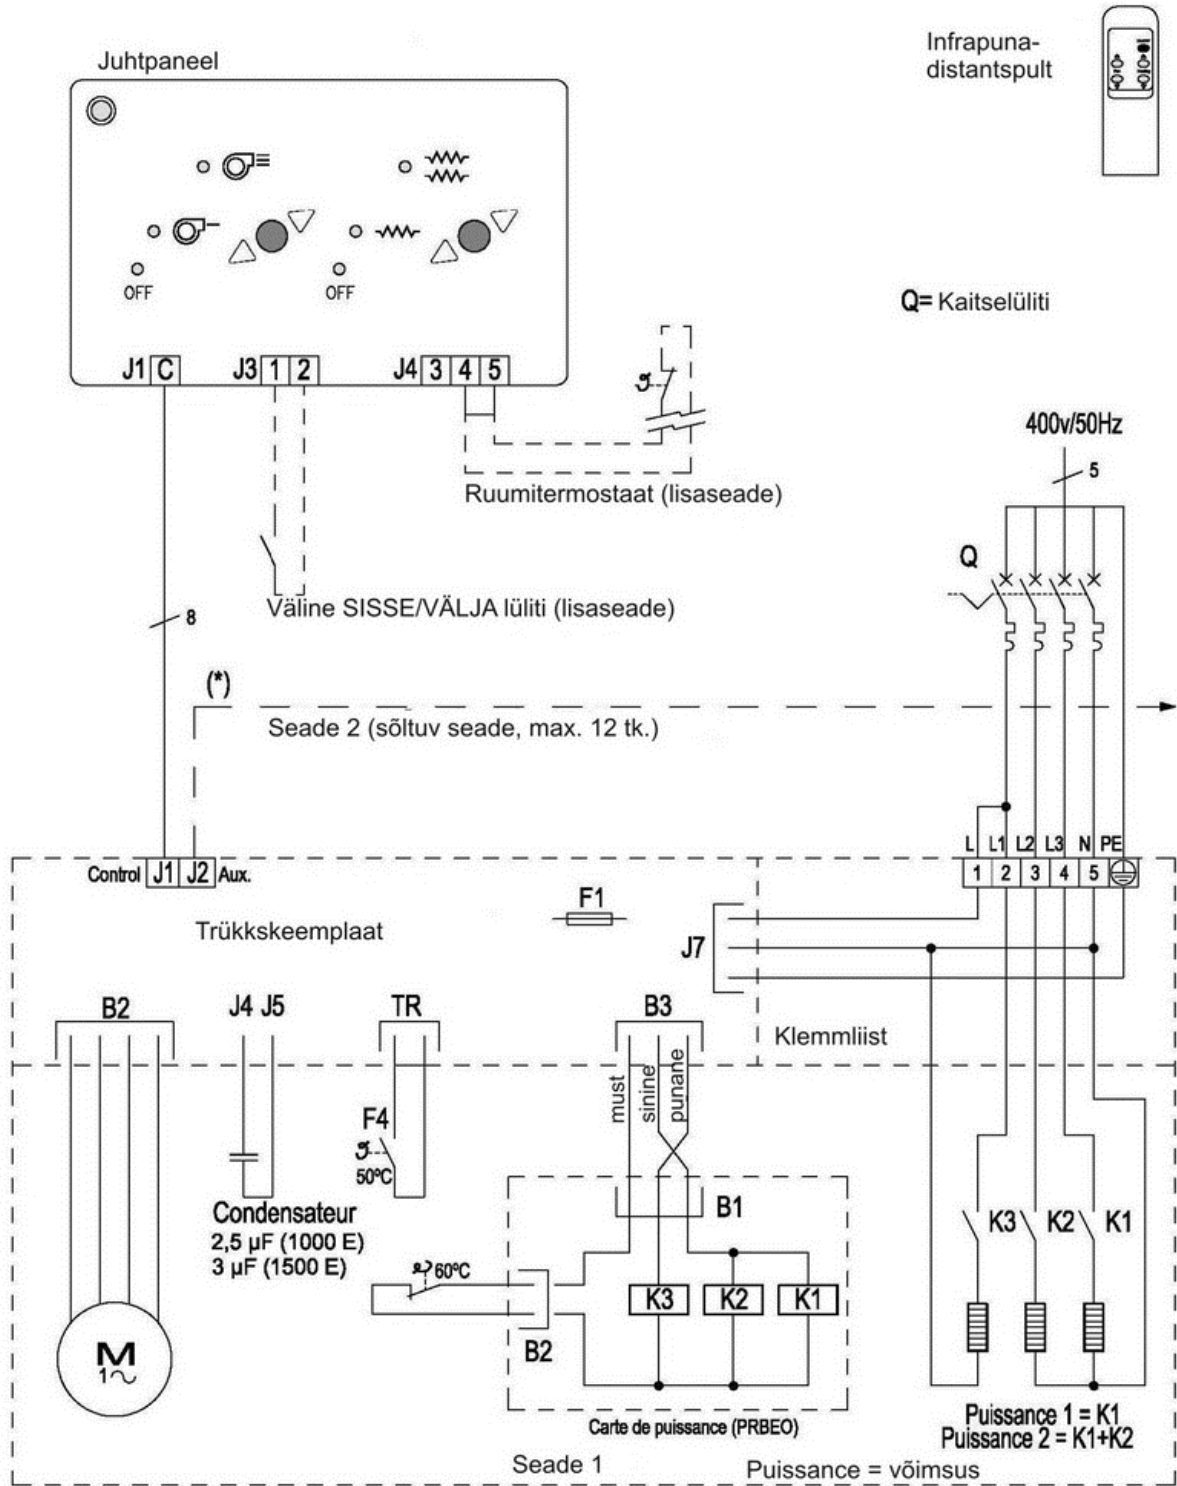 Juhtpaneel
Infrapuna-
distantspult
OFF
OFF
Q= Kaitselüliti
J1 C
J3 1 2
J4 3 4 5
400v/50Hz
5
Ruumitermostaat (lisaseade)
Q
Väline SISSE/VÄLJA lüliti (lisaseade)
8
(*)
Seade 2 (sõltuv seade, max. 12 tk.)
L L1 L2 L3 N PE
Control J1 J2 Aux.
1 2 3 4 5
F1
Trükkskeemplaat
J7
B2
J4 J5
TR
B3
Klemmliist
must
sinine
punane
F4
50ºC
B1
Condensateur
2,5 µF (1000 E)
3 µF (1500 E)
K3 K2 K1
60ºC
K3 K2 K1
B2
M
1~
Puissance 1 = K1
Puissance 2 = K1+K2
Carte de puissance (PRBEO)
Seade 1
Puissance = võimsus